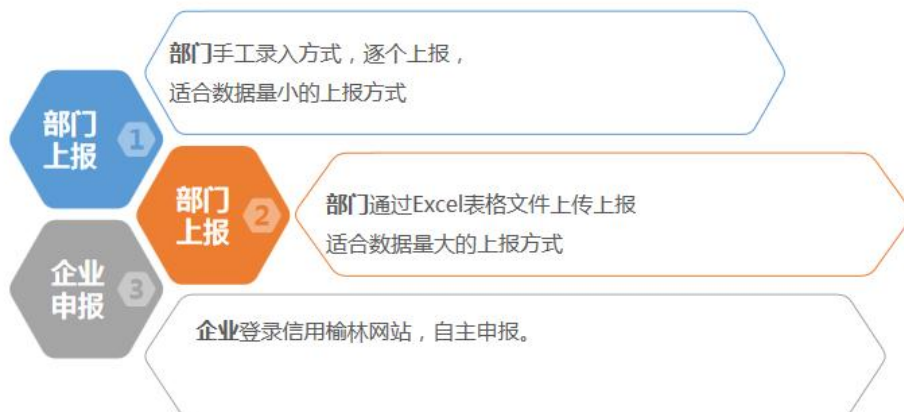 部门手工录入方式，逐个上报，
适合数据量小的上报方式
部门
上报
1
部门
上报
2
部门通过Excel表格文件上传上报
适合数据量大的上报方式
企业
申报
3
企业登录信用榆林网站，自主申报。